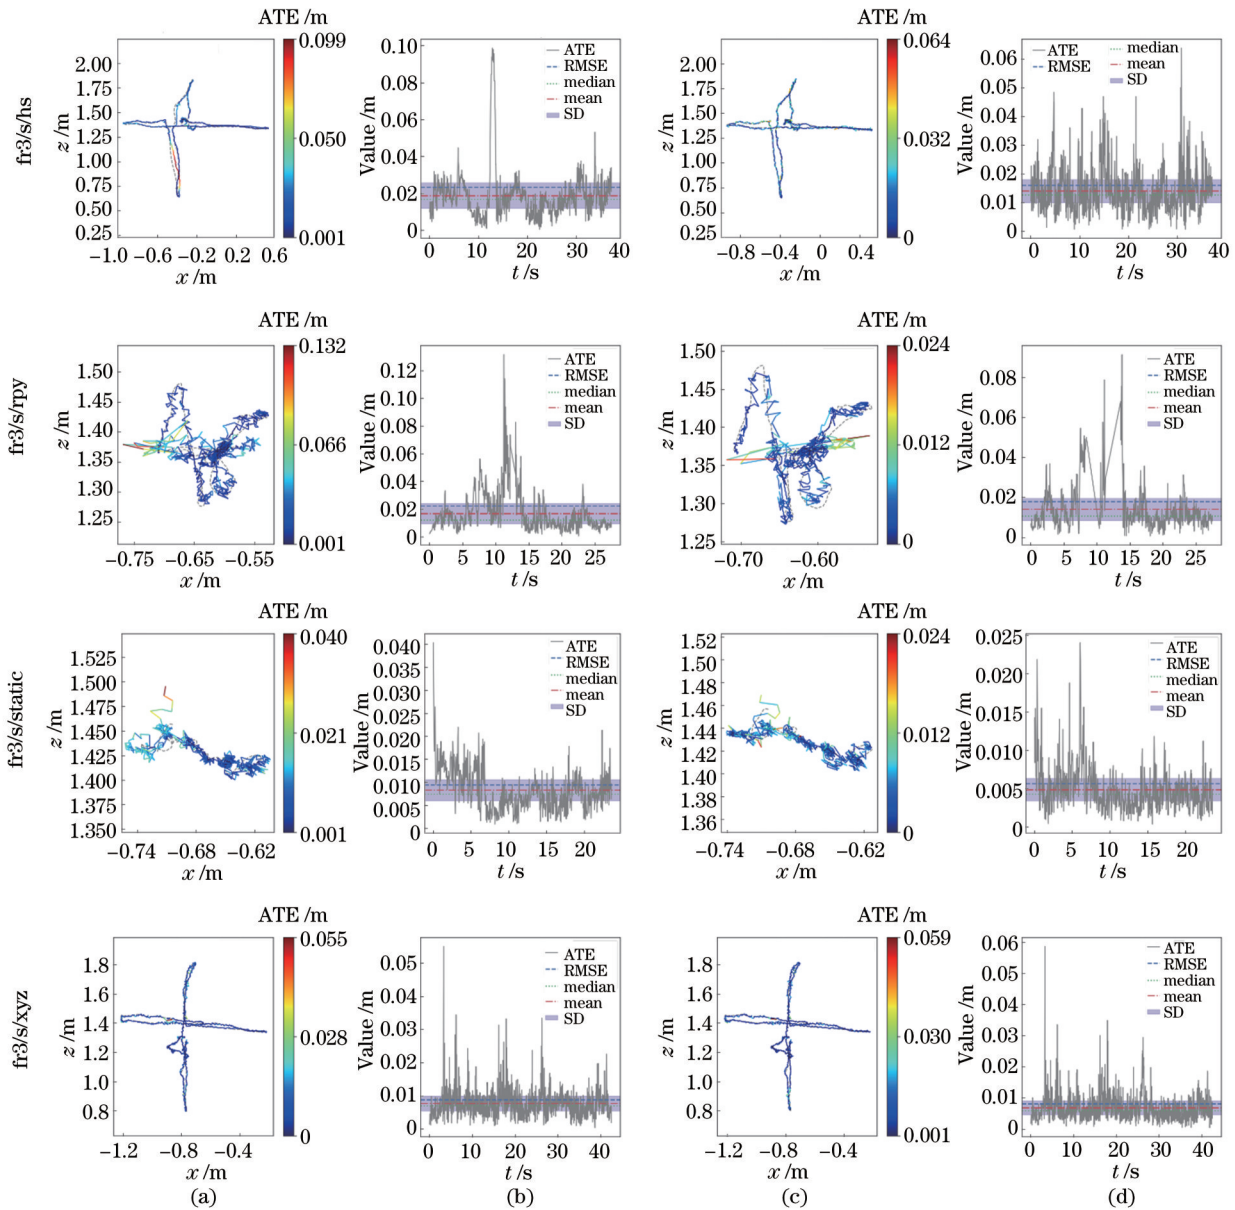 fr3/s/hs
ATE /m
0.099
0.050
0.001
2.00
1.75
1.50
1.25
1.00
0.75
0.50
0.25
z /m
−1.0 −0.6 −0.2 0.2 0.6
x /m
0.10
0.08
0.06
0.04
0.02
0
Value /m
ATE
RMSE
median
mean
SD
0 10 20 30 40
t /s
ATE /m
0.064
0.032
0
2.00
1.75
1.50
1.25
1.00
0.75
0.50
0.25
z /m
−0.8 −0.4 0 0.4
x /m
0.06
0.05
0.04
0.03
0.02
0.01
0
Value /m
ATE
RMSE
median
mean
SD
0 5 10 15 20 25 30 35 40
t /s
fr3/s/rpy
ATE /m
0.132
0.066
0.001
1.50
1.45
1.40
1.35
1.30
1.25
z /m
−0.75 −0.65 −0.55
x /m
0.12
0.10
0.08
0.06
0.04
0.02
0
Value /m
ATE
RMSE
median
mean
SD
0 5 10 15 20 25
t /s
ATE /m
0.024
0.012
0
1.50
1.45
1.40
1.35
1.30
1.25
z /m
−0.70 −0.60
x /m
0.08
0.06
0.04
0.02
0
Value /m
ATE
RMSE
median
mean
SD
0 5 10 15 20 25
t /s
fr3/s/static
ATE /m
0.040
0.021
0.001
1.525
1.500
1.475
1.450
1.425
1.400
1.375
1.350
z /m
−0.74 −0.68 −0.62
x /m
0.040
0.035
0.030
0.025
0.020
0.015
0.010
0.005
0
Value /m
ATE
RMSE
median
mean
SD
0 5 10 15 20
t /s
ATE /m
0.024
0.012
0
1.52
1.50
1.48
1.46
1.44
1.42
1.40
1.38
1.36
z /m
−0.74 −0.68 −0.62
x /m
0.025
0.020
0.015
0.010
0.005
0
Value /m
ATE
RMSE
median
mean
SD
0 5 10 15 20
t /s
fr3/s/xyz
ATE /m
0.055
0.028
0
1.8
1.6
1.4
1.2
1.0
0.8
z /m
−1.2 −0.8 −0.4
x /m
0.05
0.04
0.03
0.02
0.01
0
Value /m
ATE
RMSE
median
mean
SD
0 10 20 30 40
t /s
ATE /m
0.059
0.030
0.001
1.8
1.6
1.4
1.2
1.0
0.8
z /m
−1.2 −0.8 −0.4
x /m
0.06
0.05
0.04
0.03
0.02
0.01
0
Value /m
ATE
RMSE
median
mean
SD
0 10 20 30 40
t /s
(a) (b) (c) (d)